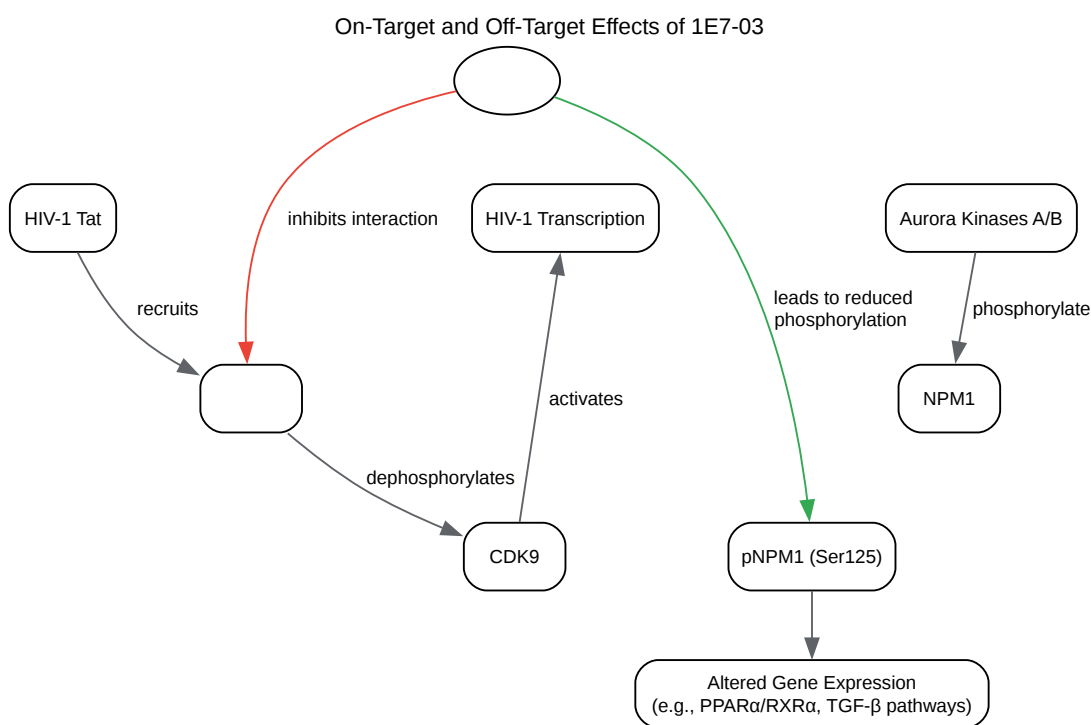 On-Target and Off-Target Effects of 1E7-03
HIV-1 Tat
inhibits interaction
HIV-1 Transcription
Aurora Kinases A/B
recruits
leads to reduced
phosphorylation
phosphorylate
activates
NPM1
dephosphorylates
CDK9
pNPM1 (Ser125)
Altered Gene Expression
(e.g., PPARα/RXRα, TGF-β pathways)